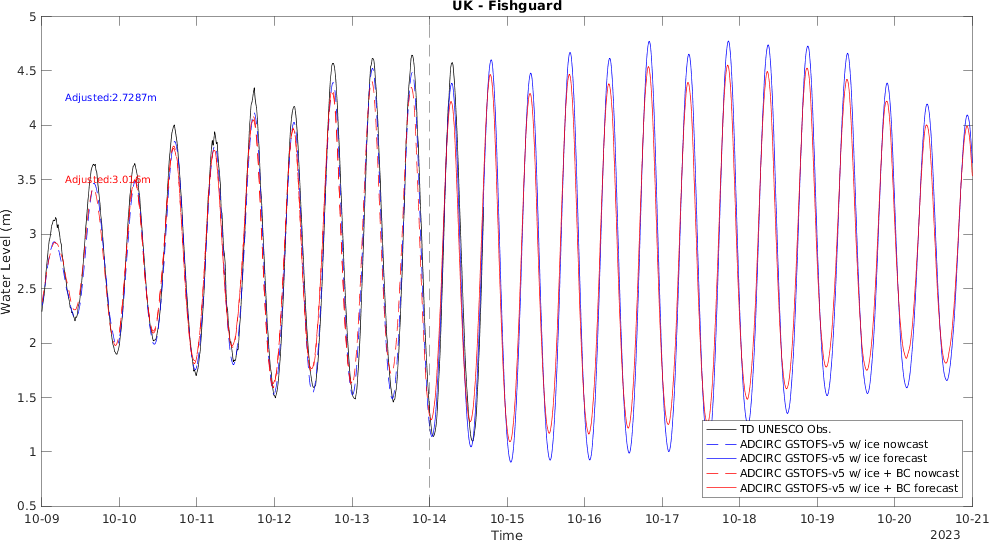 UK - Fishguard
5
4.5
4
3.5
3
2.5
2
1.5
1
0.5
Water Level (m)
Adjusted:2.7287m
Adjusted:3.016m
TD UNESCO Obs.
ADCIRC GSTOFS-v5 w/ ice nowcast
ADCIRC GSTOFS-v5 w/ ice forecast
ADCIRC GSTOFS-v5 w/ ice + BC nowcast
ADCIRC GSTOFS-v5 w/ ice + BC forecast
10-09 10-10 10-11 10-12 10-13 10-14 10-15 10-16 10-17 10-18 10-19 10-20 10-21
Time
2023